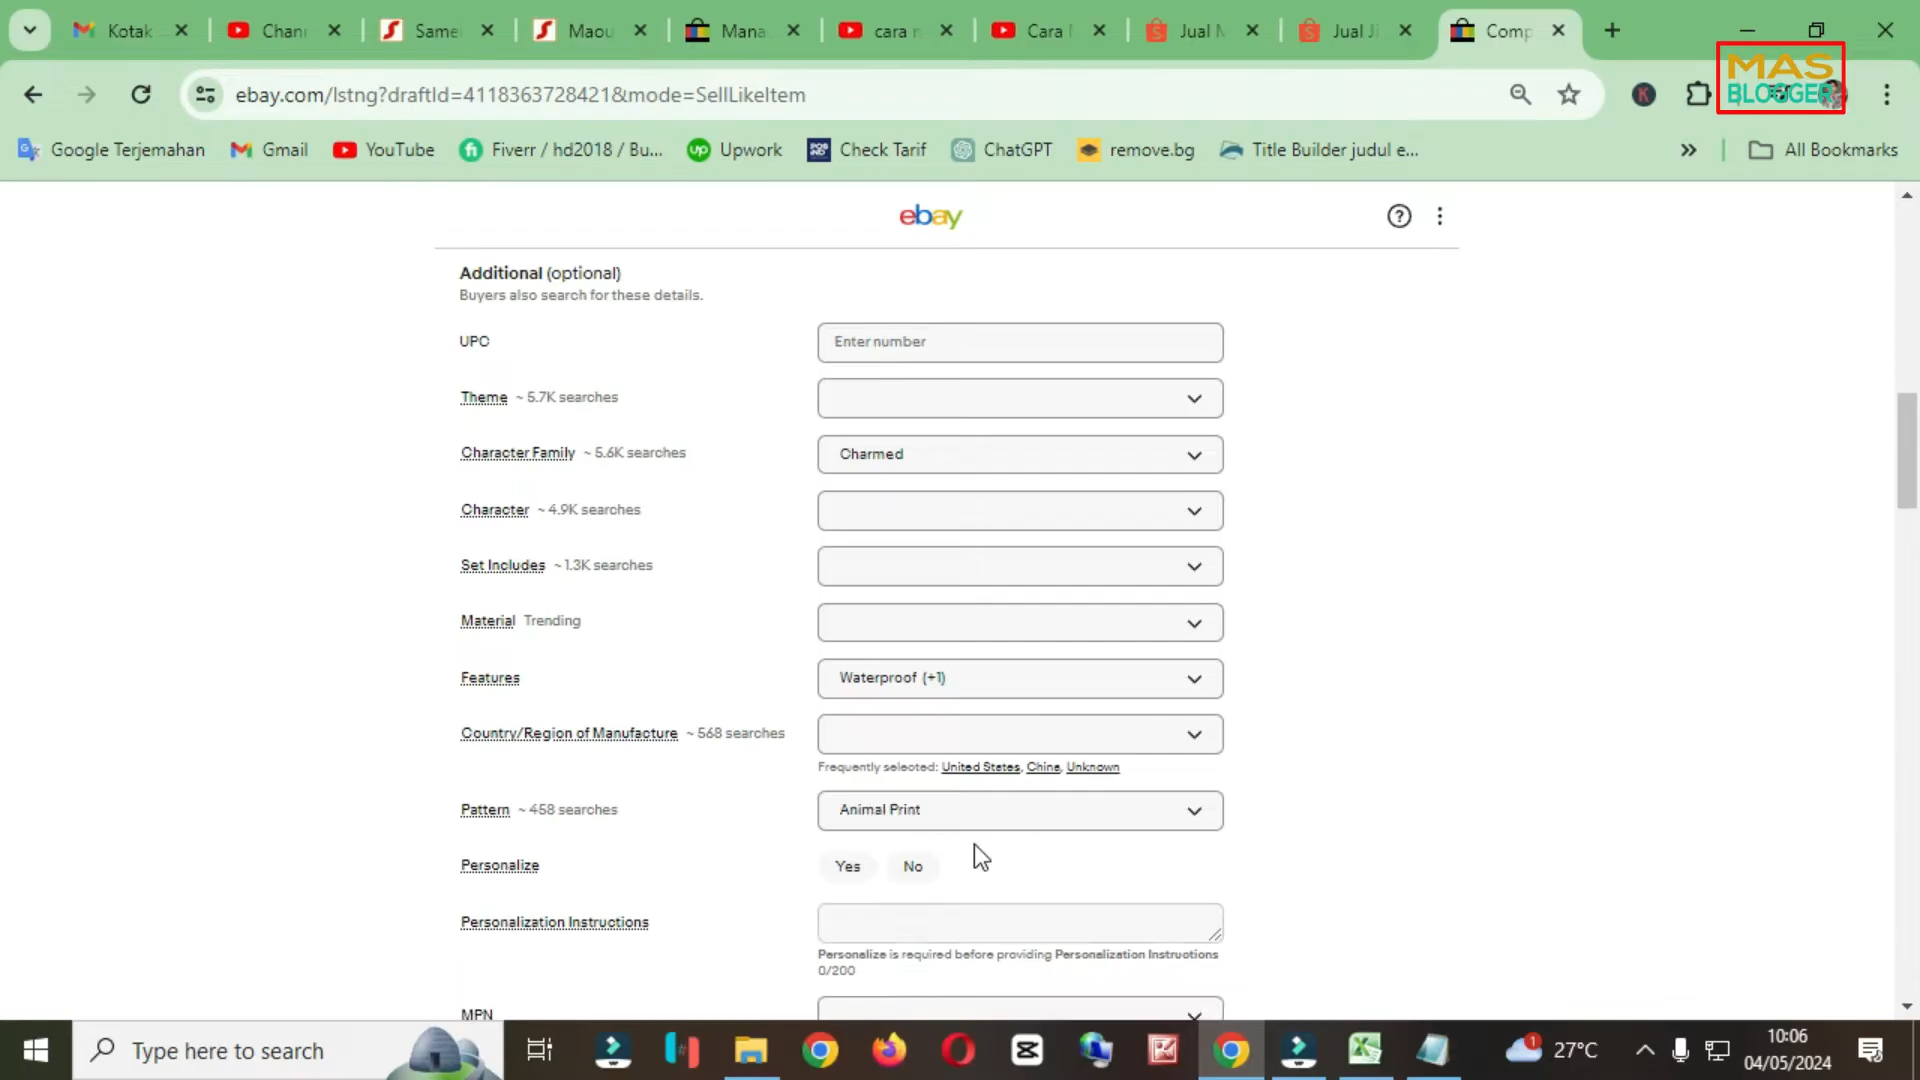 Kotak
Chan
Same
Maou
Mana
cara n
Cara
Jual M
Jual Ji
Comp
MAS
BLOGGER
ebay.com/lstng?draftId=4118363728421&mode=SellLikeItem
Google Terjemahan
Gmail
YouTube
Fiverr / hd2018 / Bu...
Upwork
Check Tarif
ChatGPT
remove.bg
Title Builder judul e...
All Bookmarks
ebay
Additional (optional)
Buyers also search for these details.
UPC
Enter number
Theme ~ 5.7K searches
Character Family ~ 5.6K searches
Charmed
Character ~ 4.9K searches
Set Includes ~ 1.3K searches
Material Trending
Features
Waterproof (+1)
Country/Region of Manufacture ~ 568 searches
Frequently selected: United States, China, Unknown
Pattern ~ 458 searches
Animal Print
Personalize
Yes No
Personalization Instructions
Personalize is required before providing Personalization Instructions
0/200
MPN
Type here to search
27°C
10:06
04/05/2024